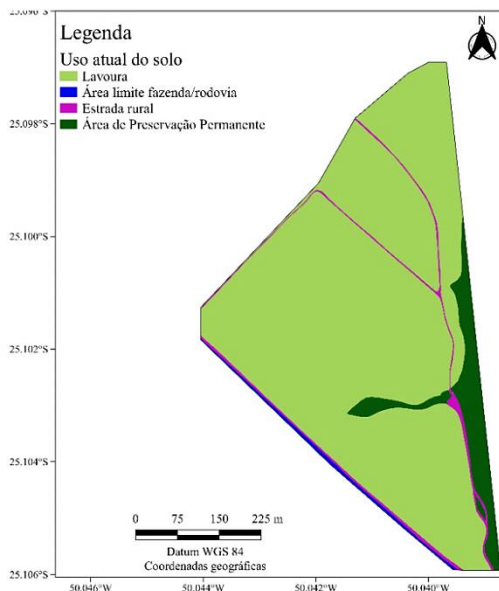 25.096°S
Legenda
Uso atual do solo
Lavoura
Área limite fazenda/rodovia
Estrada rural
Área de Preservação Permanente
N
25.098°S
25.100°S
25.102°S
25.104°S
0 75 150 225 m
Datum WGS 84
Coordenadas geográficas
25.106°S
50.046°W 50.044°W 50.042°W 50.040°W